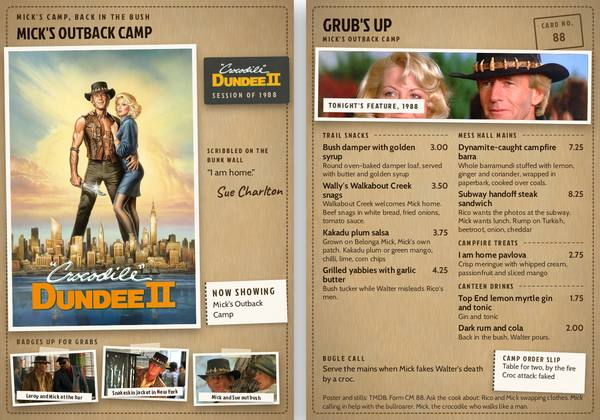 MICK'S CAMP, BACK IN THE BUSH
MICK'S OUTBACK CAMP
"Crocodile"
DUNDEE II
"Crocodile"
DUNDEE II
SESSION OF 1988
SCRIBBLED ON THE
BUNK WALL
"I am home."
Sue Charlton
NOW SHOWING
Mick's Outback
Camp
BADGES UP FOR GRABS
Leroy and Mick at the bar
Snakeskin jacket in New York
Mick and Sue out bush
GRUB'S UP
MICK'S OUTBACK CAMP
CARD NO.
88
TONIGHT'S FEATURE, 1988
TRAIL SNACKS
Bush damper with golden 3.00
syrup
Round oven-baked damper loaf, served
with butter and golden syrup
Wally's Walkabout Creek 3.50
snags
Walkabout Creek welcomes Mick home.
Beef snags in white bread, fried onions,
tomato sauce.
Kakadu plum salsa 3.75
Grown on Belonga Mick, Mick's own
patch. Kakadu plum or green mango,
chilli, lime, corn chips
Grilled yabbies with garlic 4.25
butter
Bush tucker while Walter misleads Rico's
men.
MESS HALL MAINS
Dynamite-caught campfire 7.25
barra
Whole barramundi stuffed with lemon,
ginger and coriander, wrapped in
paperbark, cooked over coals.
Subway handoff steak 8.25
sandwich
Rico wants the photos at the subway.
Mick wants lunch. Rump on Turkish,
beetroot, onion, cheddar
CAMPFIRE TREATS
I am home pavlova 2.75
Crisp meringue with whipped cream,
passionfruit and sliced mango
CANTEEN DRINKS
Top End lemon myrtle gin 1.75
and tonic
Gin and tonic
Dark rum and cola 2.00
Back in the bush, Walter pours.
BUGLE CALL
Serve the mains when Mick fakes Walter's death
by a croc.
CAMP ORDER SLIP
Table for two, by the fire
Croc attack: faked
Poster and stills: TMDB. Form CM 88. Ask the cook about: Rico and Mick swapping clothes. Mick
calling in help with the bullroarer. Mick, the crocodile who walks like a man.